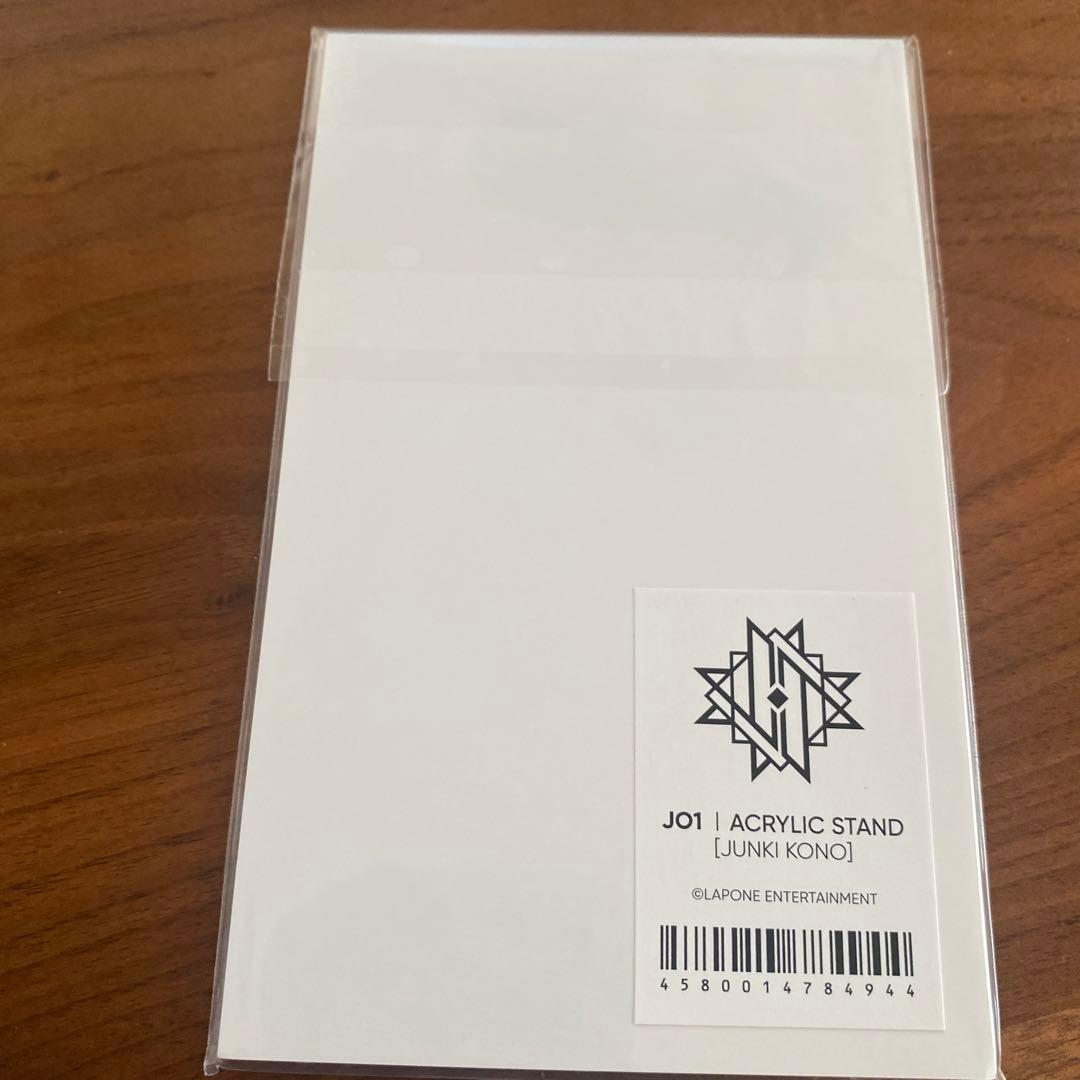 JO1 | ACRYLIC STAND
[JUNKI KONO]
©LAPONE ENTERTAINMENT
4580014784944